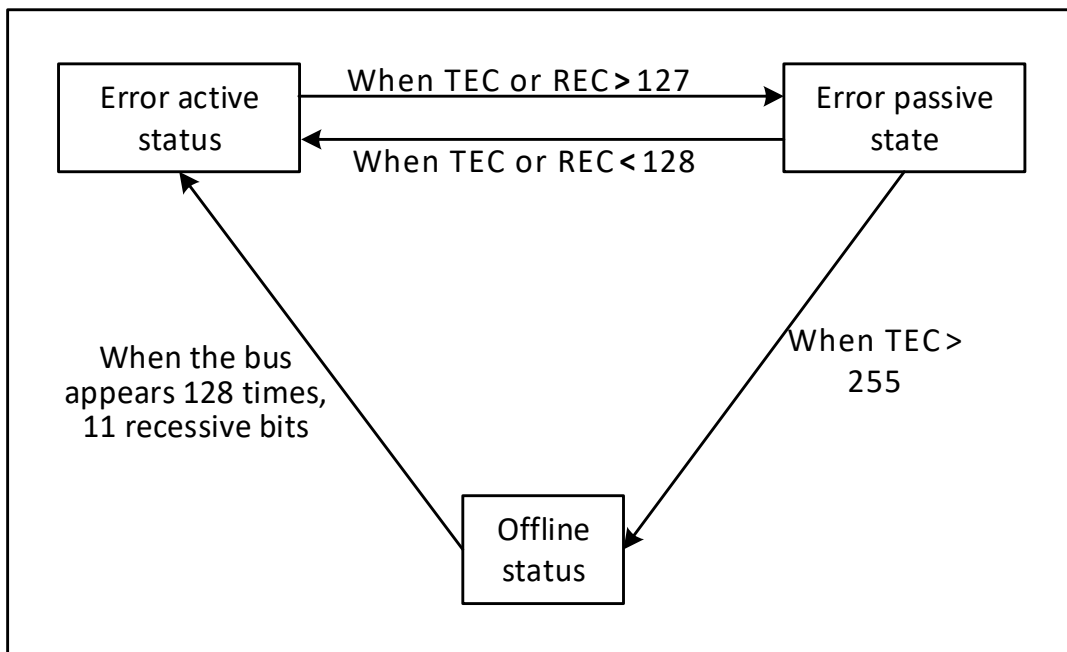 Error active
status
When TEC or REC>127
Error passive
state
When TEC or REC<128
When the bus
appears 128 times,
11 recessive bits
When TEC>
255
Offline
status